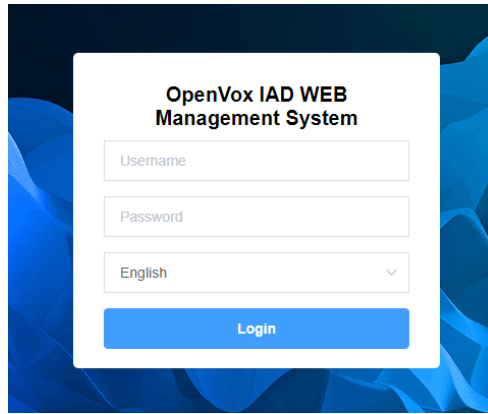 OpenVox IAD WEB
Management System
Username
Password
English
Login